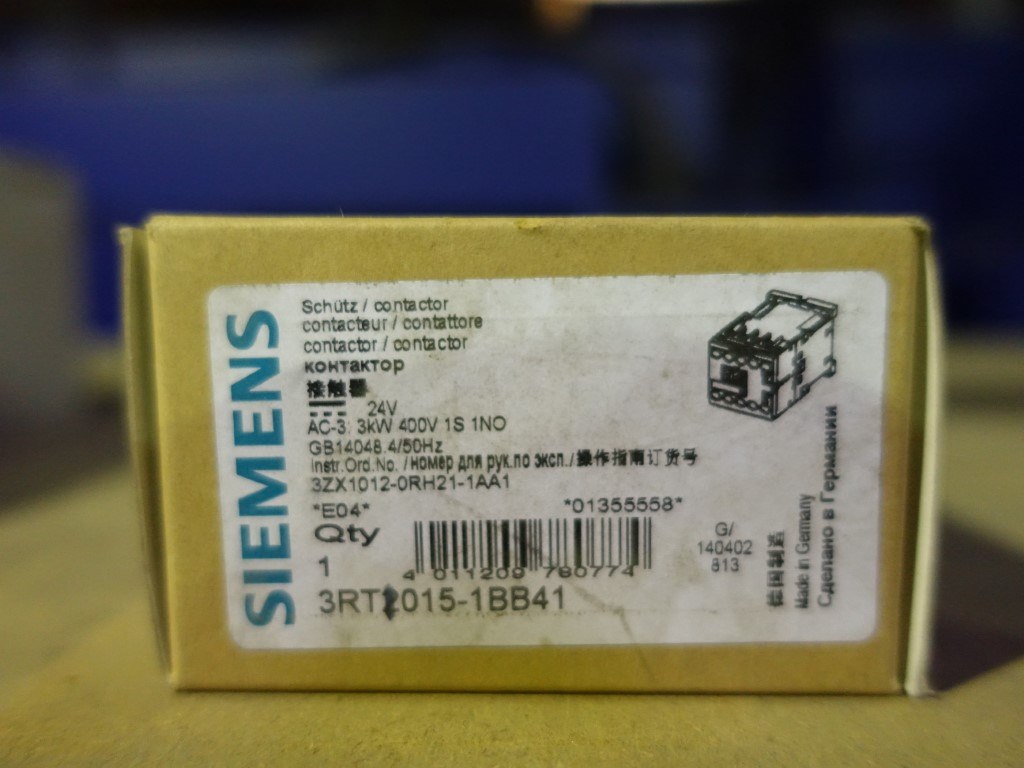 SIEMENS
Schütz / contactor
contacteur / contattore
contactor / contactor
контактор
接触器
24V
AC-3: 3kW 400V 1S 1NO
GB14048.4/50Hz
Instr.Ord.No. /номер для рук.по эксп./操作指南订货号
3ZX1012-0RH21-1AA1
*E04* *01355558*
Qty
1
4 011209 780774
3RT2015-1BB41
G/
140402
813
德国制造
Made in Germany
Сделано в Германии